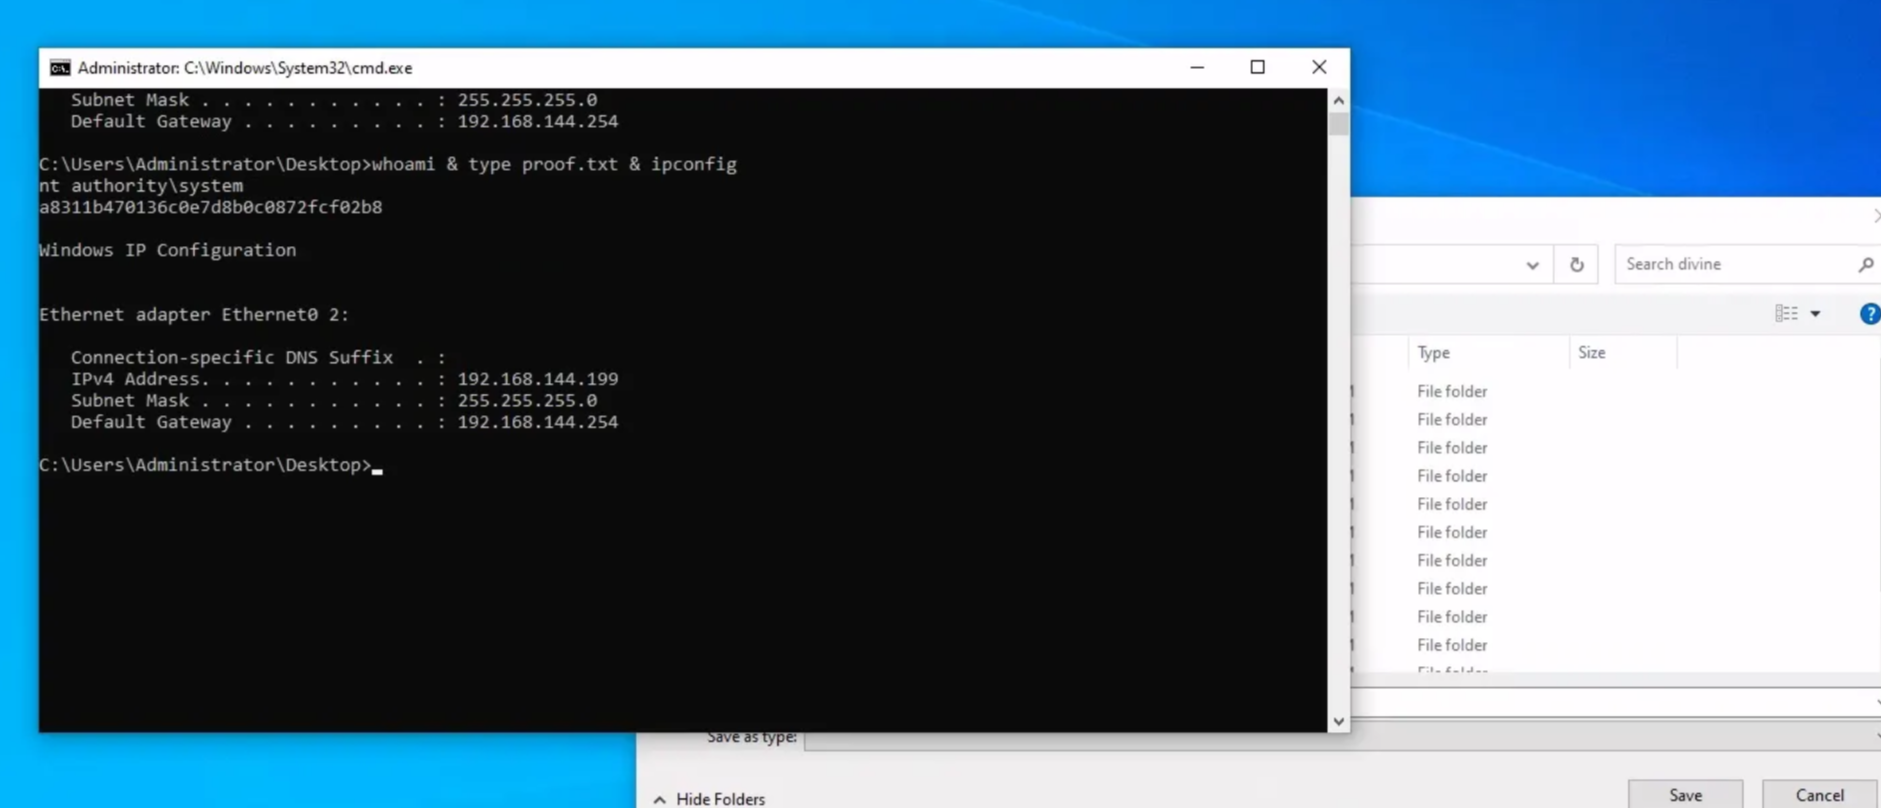 Administrator: C:\Windows\System32\cmd.exe
Subnet Mask . . . . . . . . . . . : 255.255.255.0
Default Gateway . . . . . . . . . : 192.168.144.254
C:\Users\Administrator\Desktop>whoami & type proof.txt & ipconfig
nt authority\system
a8311b470136c0e7d8b0c0872fcf02b8
Windows IP Configuration
Ethernet adapter Ethernet0 2:
Connection-specific DNS Suffix . :
IPv4 Address. . . . . . . . . . . : 192.168.144.199
Subnet Mask . . . . . . . . . . . : 255.255.255.0
Default Gateway . . . . . . . . . : 192.168.144.254
C:\Users\Administrator\Desktop>
Search divine
Type Size
File folder
File folder
File folder
File folder
File folder
File folder
File folder
File folder
File folder
File folder
Save as type:
Hide Folders
Save Cancel